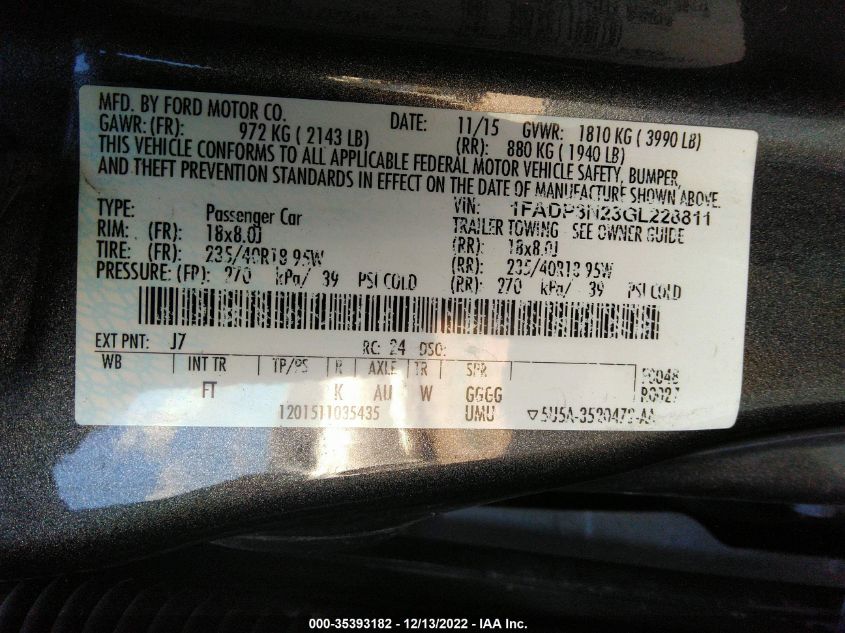 MFD. BY FORD MOTOR CO.
DATE: 11/15 GVWR: 1810 KG ( 3990 LB)
GAWR: (FR): 972 KG ( 2143 LB) (RR): 880 KG ( 1940 LB)
THIS VEHICLE CONFORMS TO ALL APPLICABLE FEDERAL MOTOR VEHICLE SAFETY, BUMPER,
AND THEFT PREVENTION STANDARDS IN EFFECT ON THE DATE OF MANUFACTURE SHOWN ABOVE.
VIN:
TYPE: Passenger Car TRAILER TOWING - SEE OWNER GUIDE
RIM: (FR): 18x8.0J (RR): 18x8.0J
TIRE: (FR): 235/40R18 95W (RR): 235/40R18 95W
PRESSURE: (FR): 270 kPa/ 39 PSI COLD (RR): 270 kPa/ 39 PSI COLD
EXT PNT: J7 RC: 24 DSO:
WB INT TR TP/PS R AXLE TR SPR
FT K AU W GGGG
1201511035435 UMU
000-35393182 - 12/13/2022 - IAA Inc.